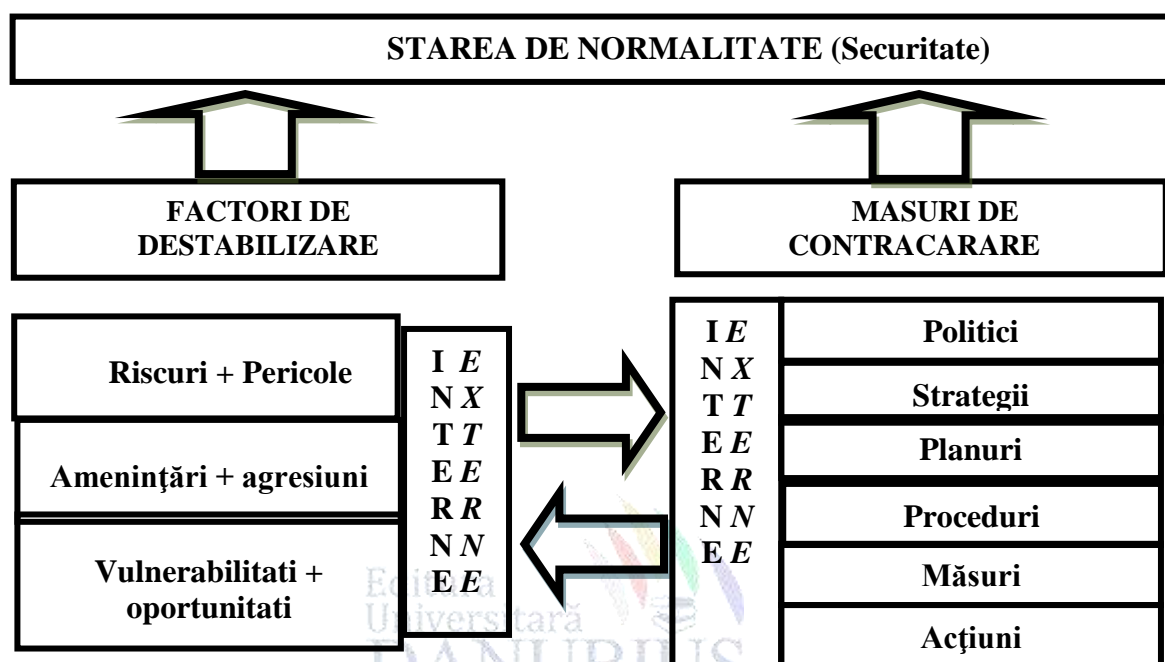 STAREA DE NORMALITATE (Securitate)
FACTORI DE
DESTABILIZARE
MASURI DE
CONTRACARARE
Riscuri + Pericole
Ameninţări + agresiuni
Vulnerabilitati +
oportunitati
I E
N X
T T
E E
R R
N N
E E
I E
N X
T T
E E
R R
N N
E E
Politici
Strategii
Planuri
Proceduri
Măsuri
Acţiuni
Editura
Universitară
DANUBIUS